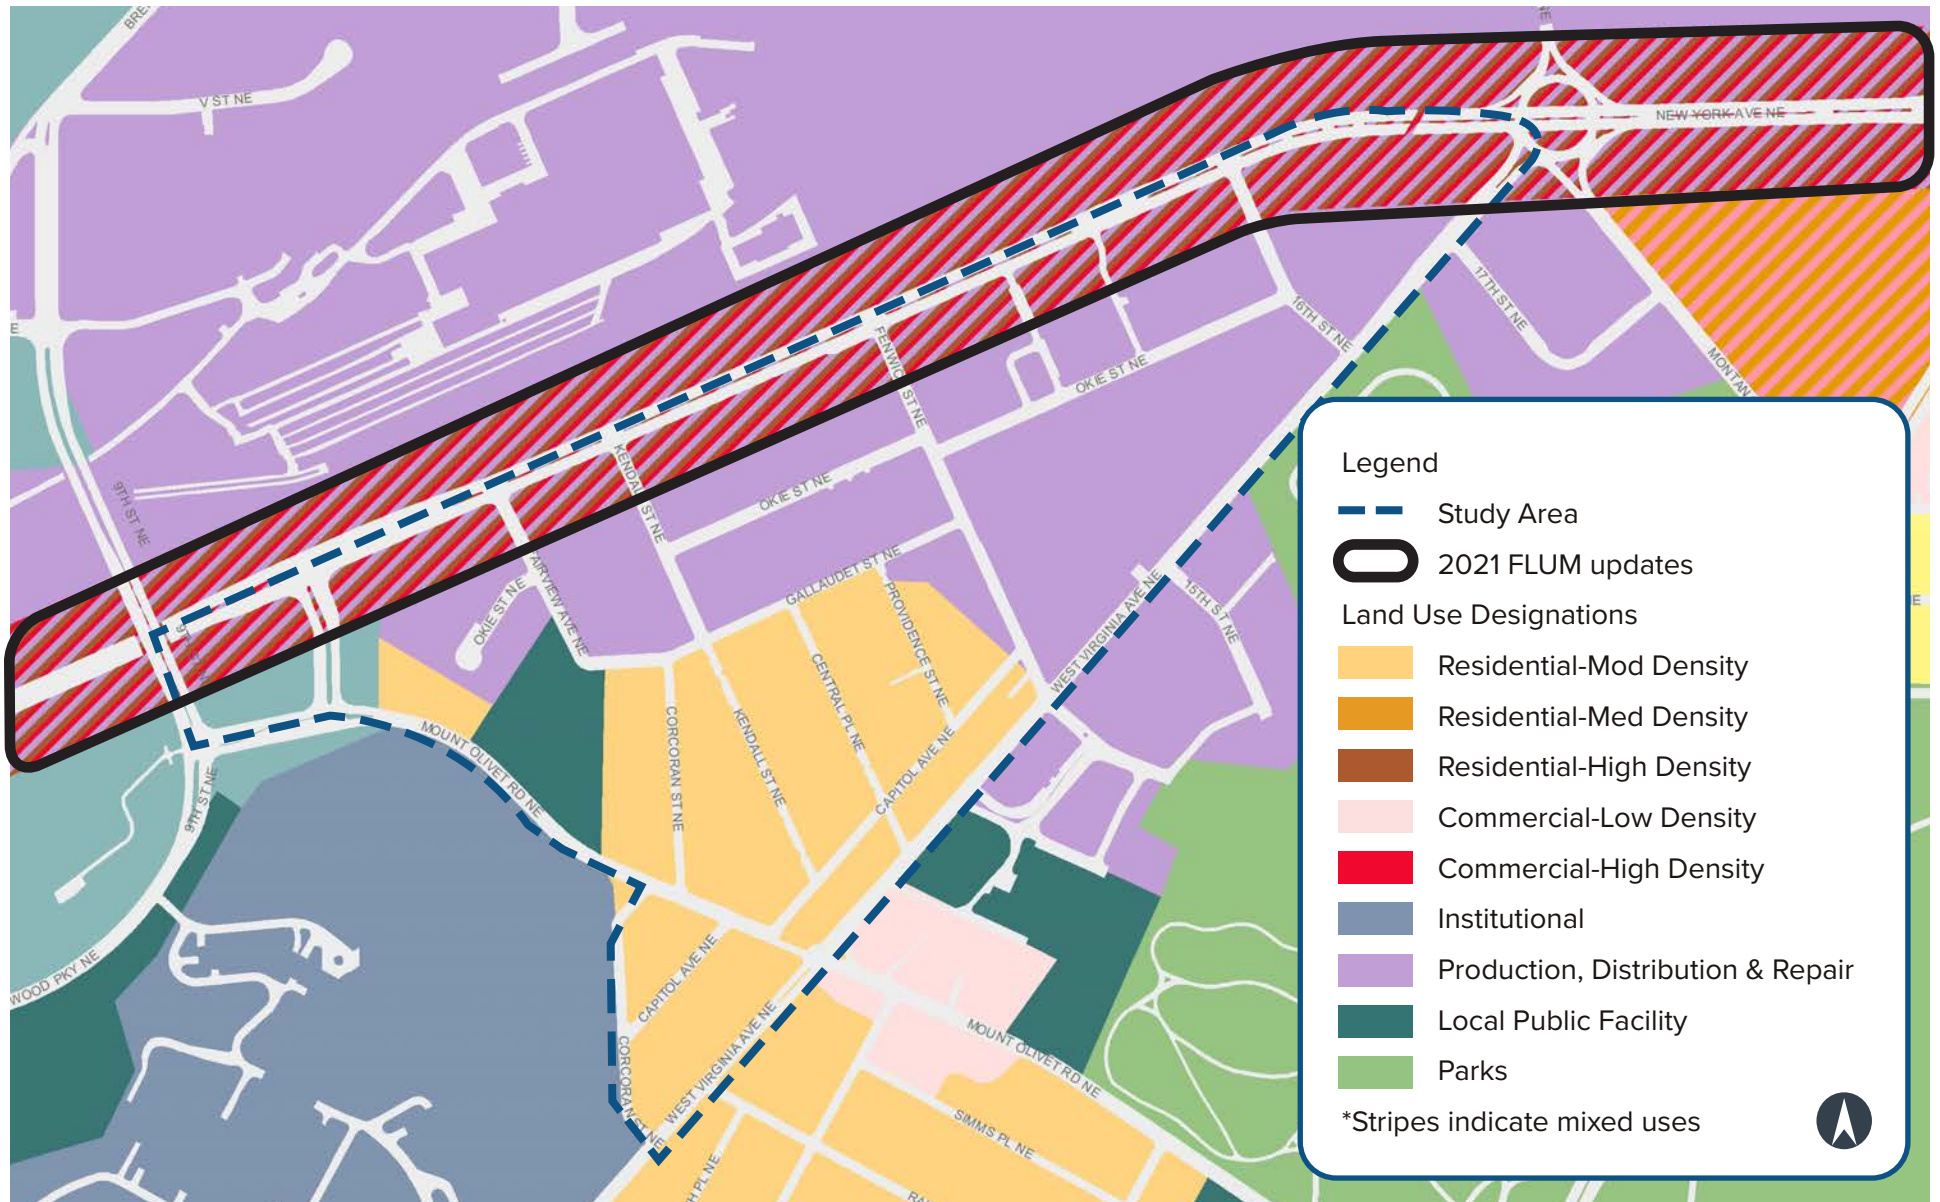 BRE
NE
V ST NE
NEW YORK AVE NE
E
9TH ST NE
FENWICK ST NE
16TH ST NE
17TH ST NE
OKIE ST NE
MONTAN
KENDALL ST NE
OKIE ST NE
GALLAUDET ST NE
OKIE ST NE
FAIRVIEW AVE NE
PROVIDENCE ST NE
WEST VIRGINIA AVE NE
15TH ST NE
E
CENTRAL PL NE
CORCORAN ST NE
KENDALL ST NE
CAPITOL AVE NE
MOUNT OLIVET RD NE
9TH ST NE
WOOD PKY NE
CAPITOL AVE NE
CORCORAN ST NE
WEST VIRGINIA AVE NE
MOUNT OLIVET RD NE
SIMMS PL NE
H PL NE
Legend
Study Area
2021 FLUM updates
Land Use Designations
Residential-Mod Density
Residential-Med Density
Residential-High Density
Commercial-Low Density
Commercial-High Density
Institutional
Production, Distribution & Repair
Local Public Facility
Parks
*Stripes indicate mixed uses